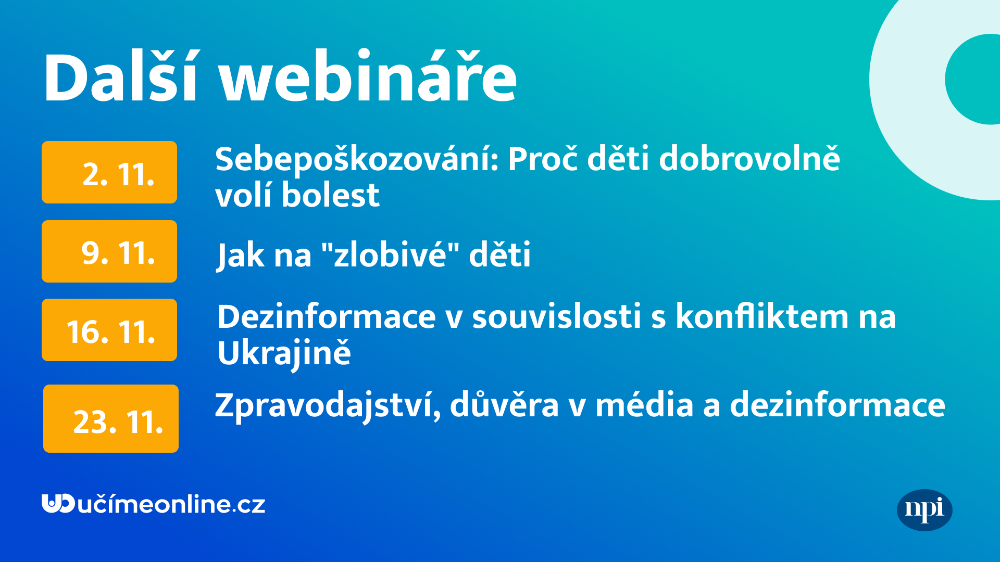 Další webináře
2. 11.
Sebepoškozování: Proč děti dobrovolně
volí bolest
9. 11.
Jak na "zlobivé" děti
16. 11.
Dezinformace v souvislosti s konfliktem na
Ukrajině
23. 11.
Zpravodajství, důvěra v média a dezinformace
učímeonline.cz
npi